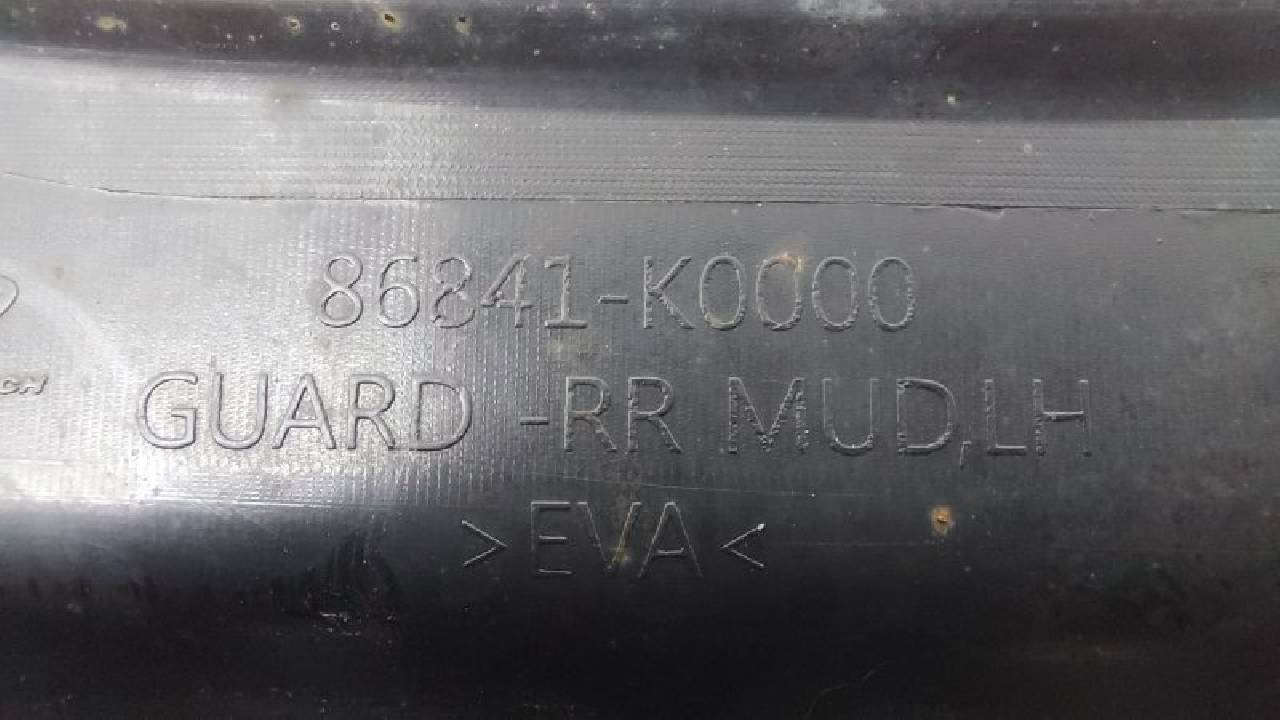 86841-K0000
GUARD -RR MUD,LH
>EVA<